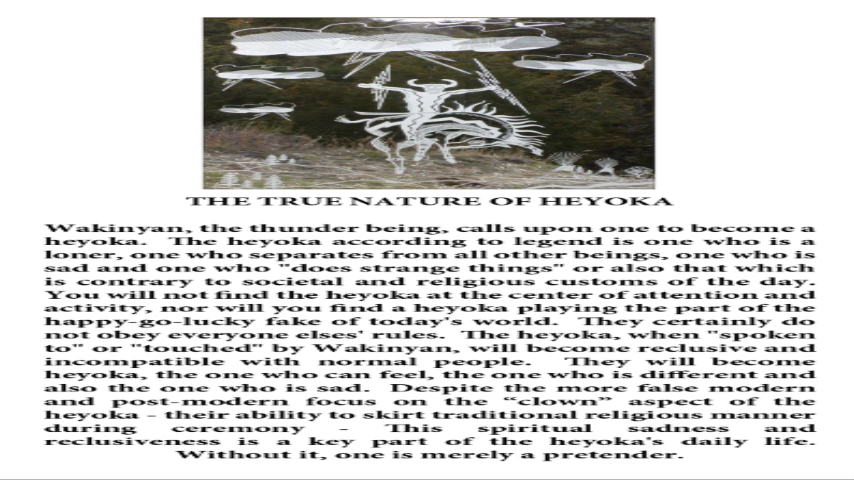 THE TRUE NATURE OF HEYOKA
Wakinyan, the thunder being, calls upon one to become a
heyoka. The heyoka according to legend is one who is a
loner, one who separates from all other beings, one who is
sad and one who "does strange things" or also that which
is contrary to societal and religious customs of the day.
You will not find the heyoka at the center of attention and
activity, nor will you find a heyoka playing the part of the
happy-go-lucky fake of today's world. They certainly do
not obey everyone elses' rules. The heyoka, when "spoken
to" or "touched" by Wakinyan, will become reclusive and
incompatible with normal people. They will become
heyoka, the one who can feel, the one who is different and
also the one who is sad. Despite the more false modern
and post-modern focus on the “clown” aspect of the
heyoka - their ability to skirt traditional religious manner
during ceremony - This spiritual sadness and
reclusiveness is a key part of the heyoka's daily life.
Without it, one is merely a pretender.